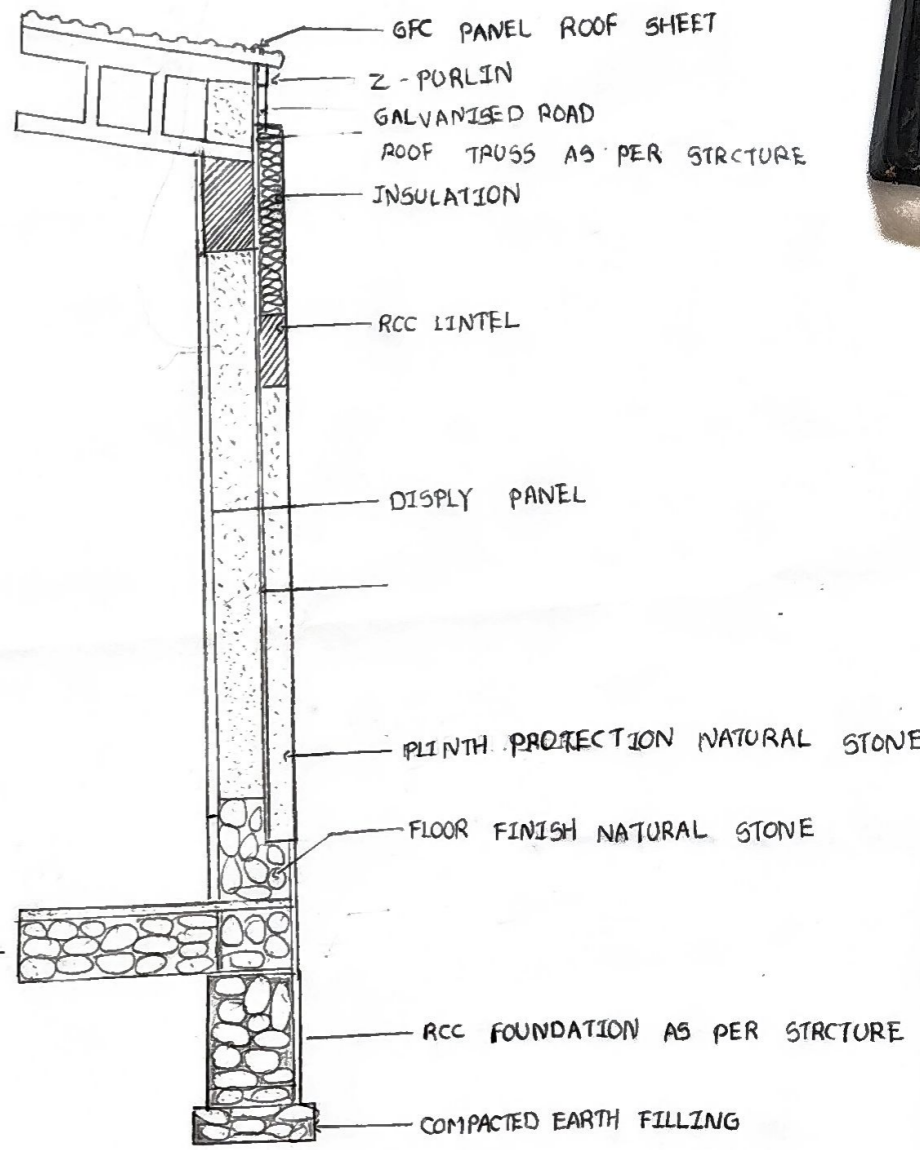 GFC PANEL ROOF SHEET
Z-PURLIN
GALVANISED ROAD
ROOF TRUSS AS PER STRCTURE
INSULATION
RCC LINTEL
DISPLY PANEL
PLINTH PROTECTION NATURAL STONE
FLOOR FINISH NATURAL STONE
RCC FOUNDATION AS PER STRCTURE
COMPACTED EARTH FILLING